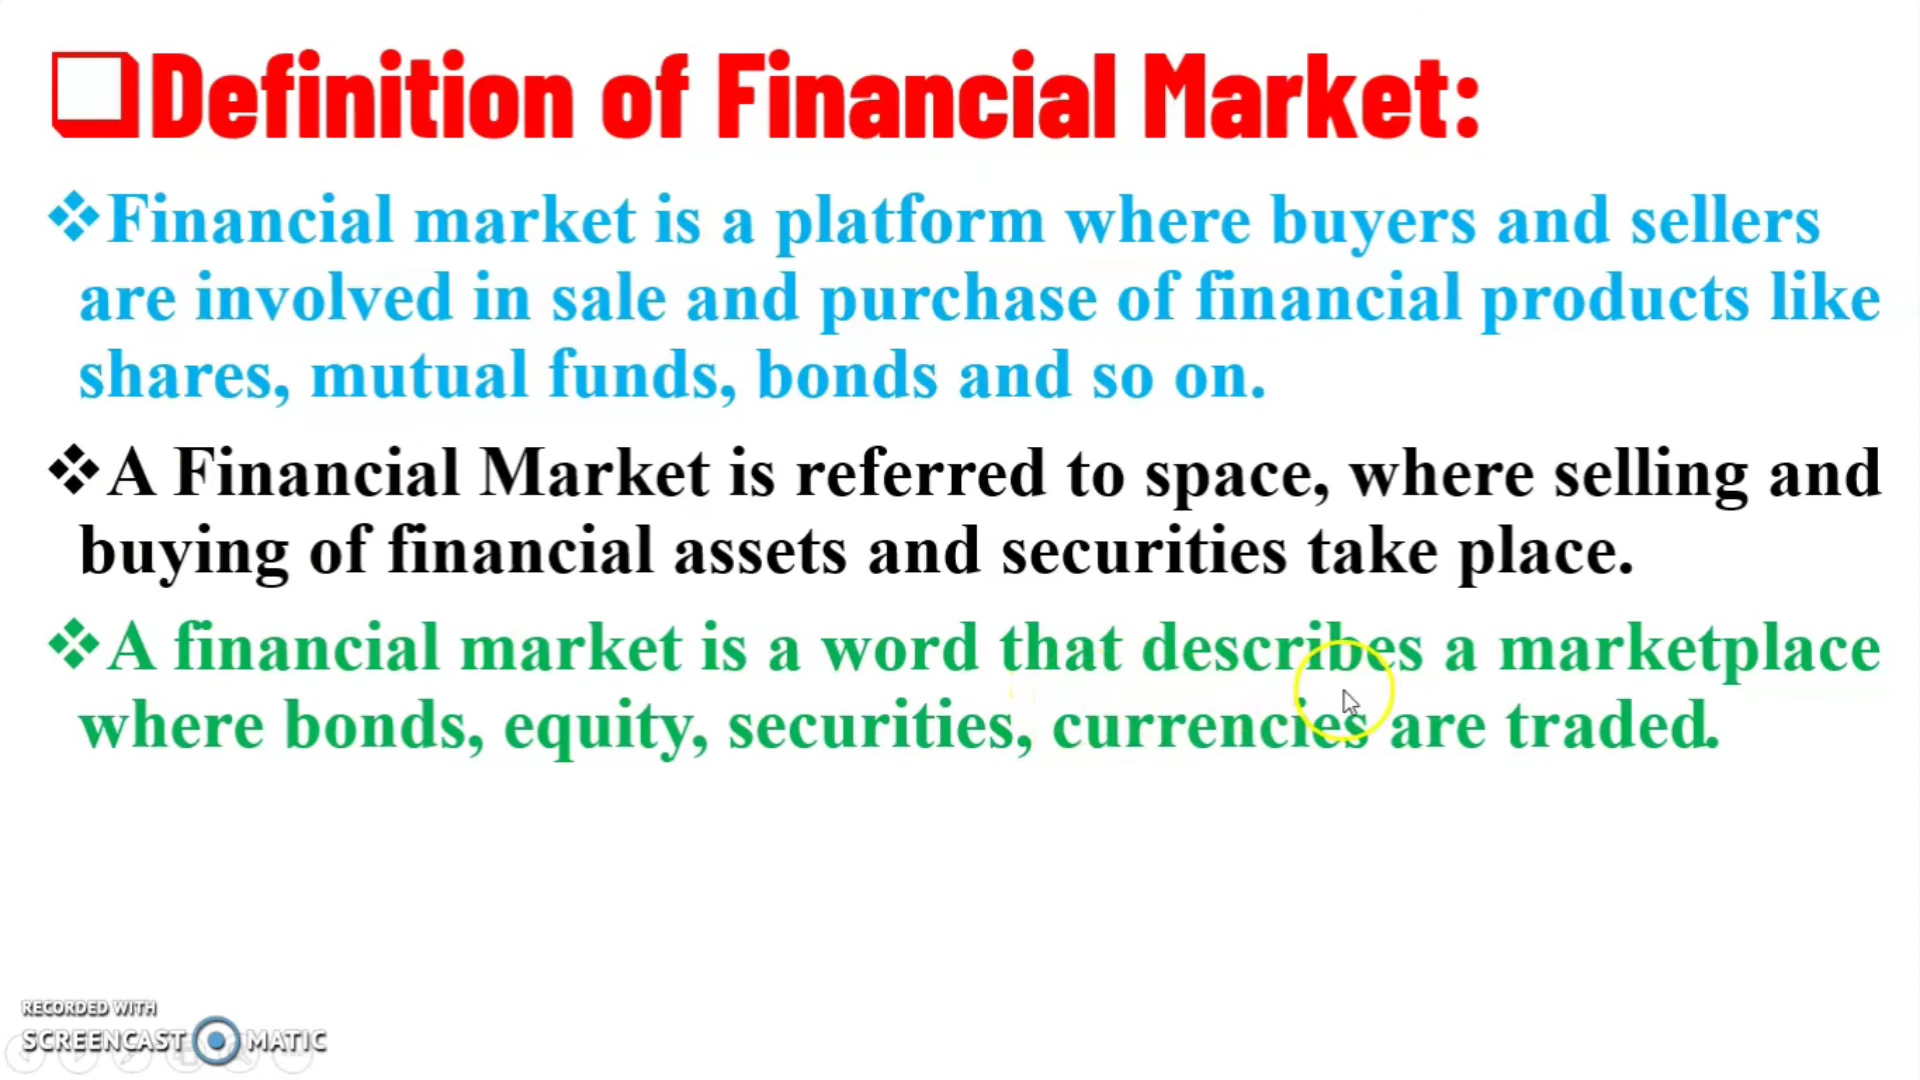 Definition of Financial Market:
Financial market is a platform where buyers and sellers
are involved in sale and purchase of financial products like
shares, mutual funds, bonds and so on.
A Financial Market is referred to space, where selling and
buying of financial assets and securities take place.
A financial market is a word that describes a marketplace
where bonds, equity, securities, currencies are traded.
RECORDED WITH
SCREENCAST MATIC